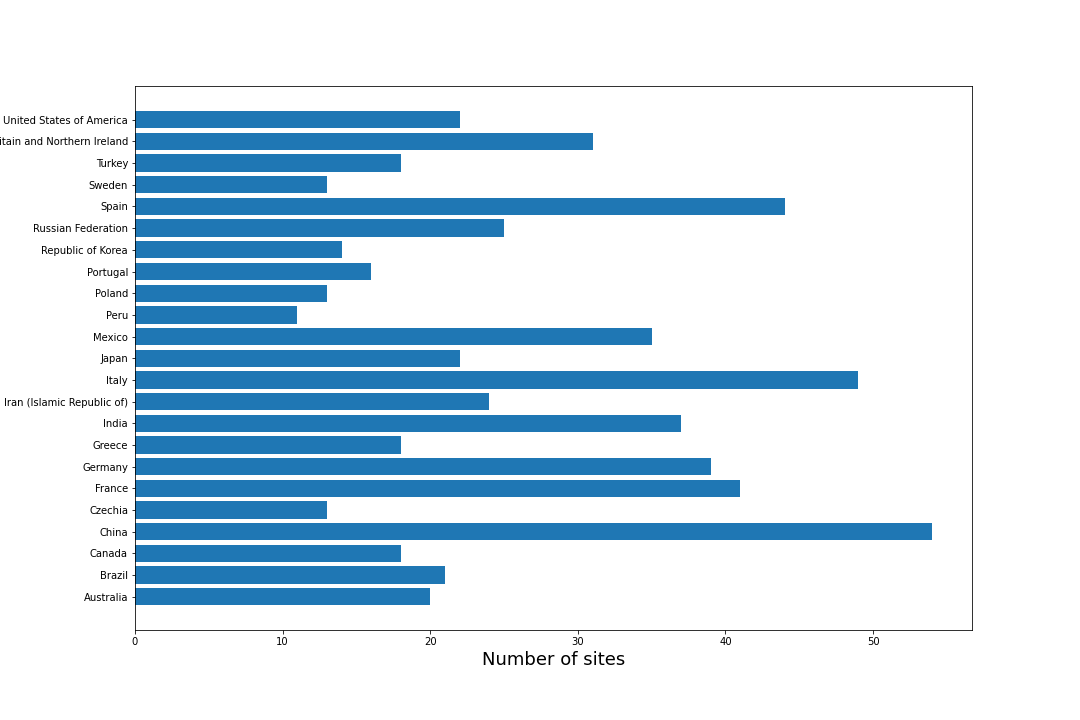 United States of America
and Northern Ireland
Turkey
Sweden
Spain
Russian Federation
Republic of Korea
Portugal
Poland
Peru
Mexico
Japan
Italy
Iran (Islamic Republic of)
India
Greece
Germany
France
Czechia
China
Canada
Brazil
Australia
0 10 20 30 40 50
Number of sites